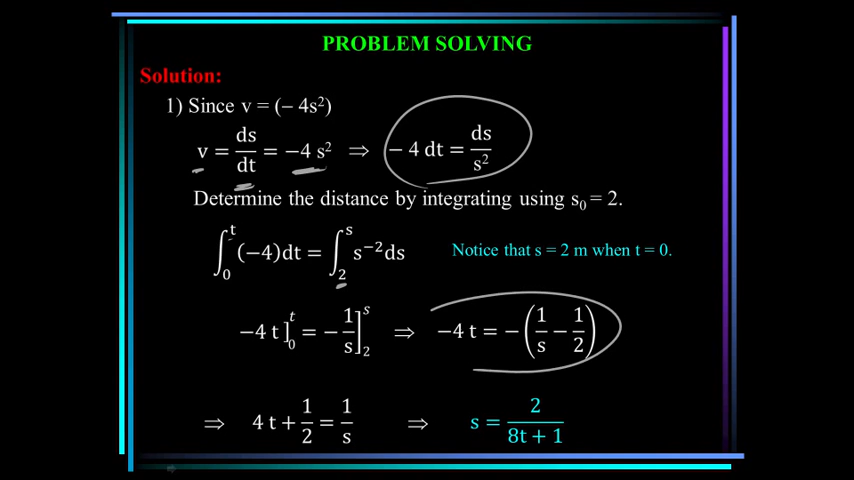 PROBLEM SOLVING
Solution:
1) Since v = (– 4s²)
v = ds/dt = −4 s² ⇒ − 4 dt = ds/s²
Determine the distance by integrating using s₀ = 2.
∫₀ᵗ (−4)dt = ∫₂ˢ s⁻²ds Notice that s = 2 m when t = 0.
−4 t]₀ᵗ = − 1/s]₂ˢ ⇒ −4 t = − (1/s − 1/2)
⇒ 4 t + 1/2 = 1/s ⇒ s = 2/(8t + 1)